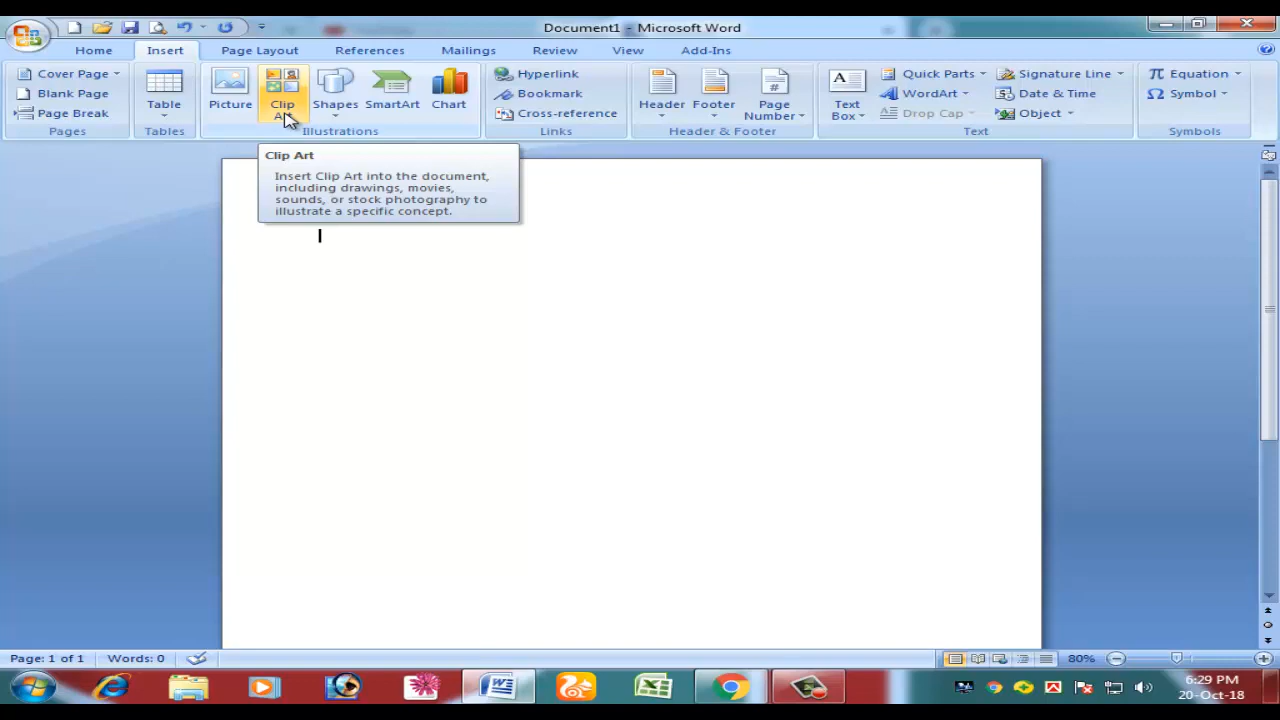 Document1 - Microsoft Word
Home Insert Page Layout References Mailings Review View Add-Ins
Cover Page
Blank Page
Page Break
Pages
Table
Tables
Picture
Clip
Art
Shapes
SmartArt
Chart
Illustrations
Hyperlink
Bookmark
Cross-reference
Links
Header
Footer
Page
Number
Header & Footer
Text
Box
Quick Parts
WordArt
Drop Cap
Signature Line
Date & Time
Object
Text
Equation
Symbol
Symbols
Clip Art
Insert Clip Art into the document,
including drawings, movies,
sounds, or stock photography to
illustrate a specific concept.
Page: 1 of 1 Words: 0
80%
6:29 PM
20-Oct-18